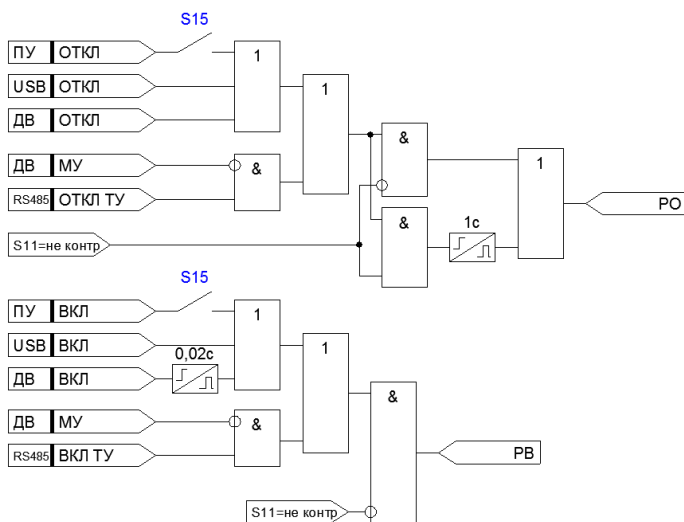 S15
ПУ ОТКЛ
1
USB ОТКЛ
1
ДВ ОТКЛ
&
1
ДВ МУ
&
RS485 ОТКЛ ТУ
РО
&
1с
S11=не контр
S15
ПУ ВКЛ
1
USB ВКЛ
1
0,02с
ДВ ВКЛ
&
ДВ МУ
&
RS485 ВКЛ ТУ
РВ
S11=не контр